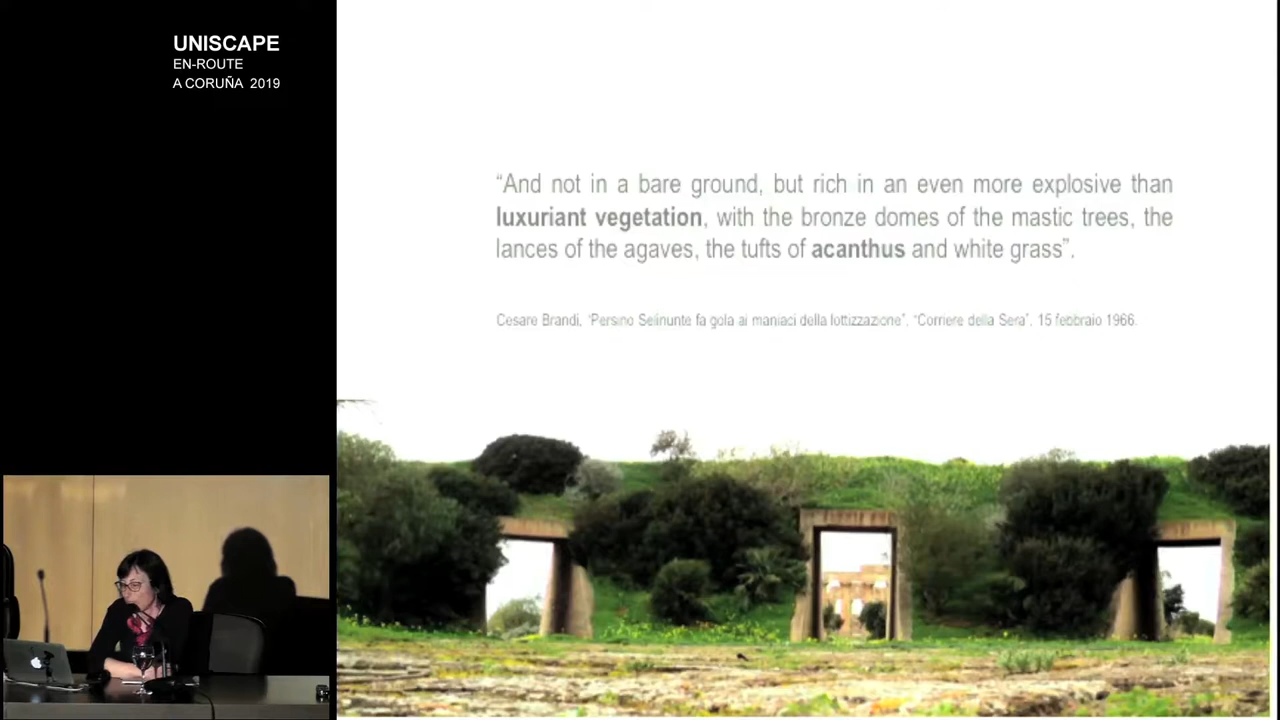 UNISCAPE
EN-ROUTE
A CORUÑA 2019
“And not in a bare ground, but rich in an even more explosive than
luxuriant vegetation, with the bronze domes of the mastic trees, the
lances of the agaves, the tufts of acanthus and white grass”.
Cesare Brandi, “Persino Selinunte fa gola ai maniaci della lottizzazione”, “Corriere della Sera”, 15 febbraio 1966.